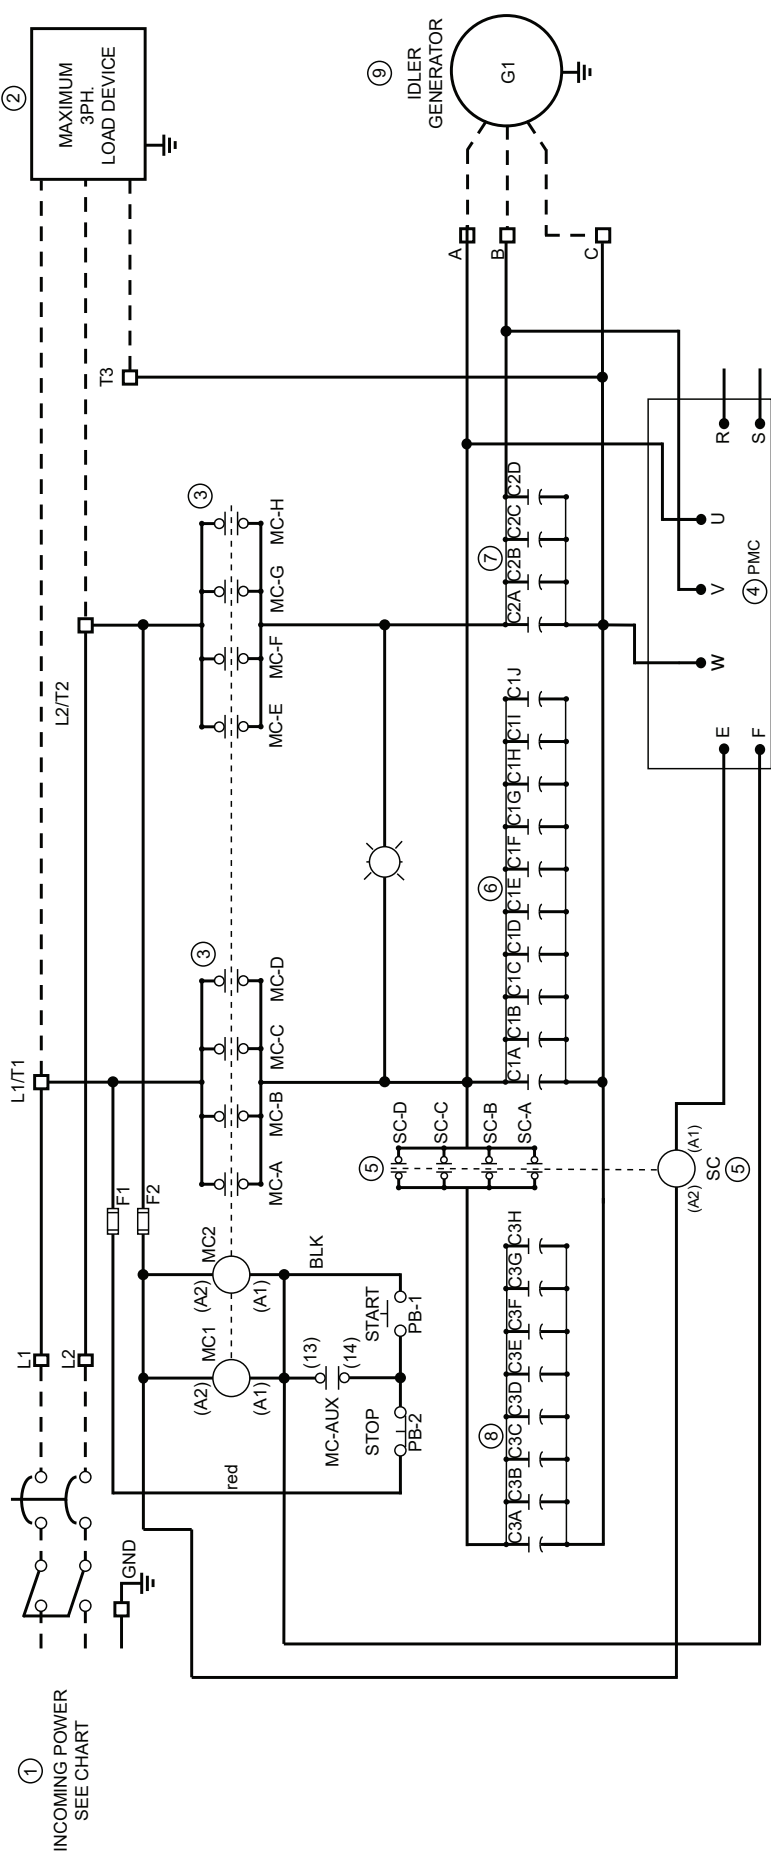 1
INCOMING POWER
SEE CHART
GND
L1
L2
F1
F2
red
L1/T1
L2/T2
T3
2
MAXIMUM
3PH.
LOAD DEVICE
MC1
(A2)
(A1)
MC2
(A2)
(A1)
BLK
MC-AUX
(13)
(14)
STOP
PB-2
START
PB-1
3
MC-A
MC-B
MC-C
MC-D
3
MC-E
MC-F
MC-G
MC-H
5
SC-D
SC-C
SC-B
SC-A
8
C3A
C3B
C3C
C3D
C3E
C3F
C3G
C3H
6
C1A
C1B
C1C
C1D
C1E
C1F
C1G
C1H
C1I
C1J
7
C2A
C2B
C2C
C2D
A
B
C
9
IDLER
GENERATOR
G1
(A2)
(A1)
SC
5
E
F
W
V
U
R
S
4 PMC